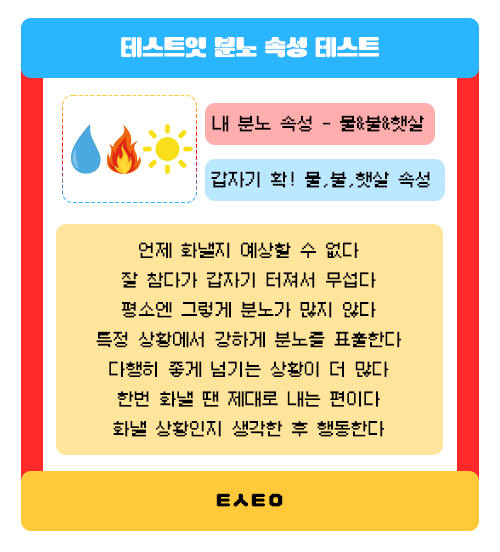 테스트잇 분노 속성 테스트
내 분노 속성 - 물&불&햇살
갑자기 확! 물,불,햇살 속성
언제 화낼지 예상할 수 없다
잘 참다가 갑자기 터져서 무섭다
평소엔 그렇게 분노가 많지 않다
특정 상황에서 강하게 분노를 표출한다
다행히 좋게 넘기는 상황이 더 많다
한번 화낼 땐 제대로 내는 편이다
화낼 상황인지 생각한 후 행동한다
ㅌㅅㅌㅇ